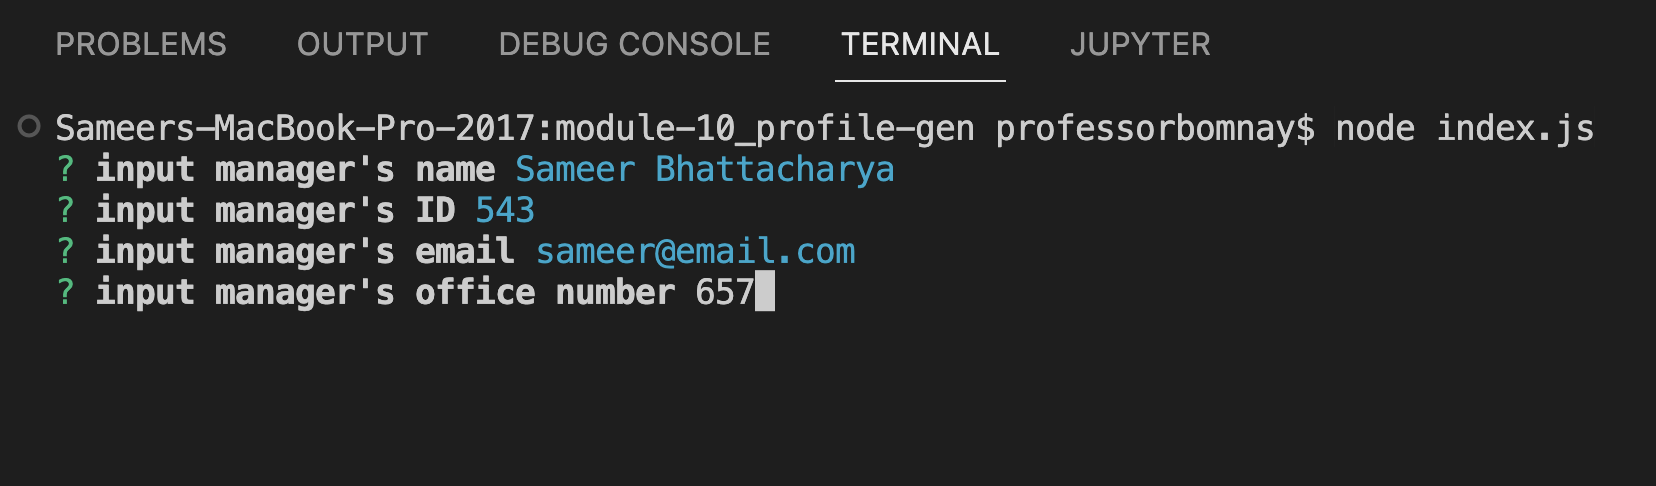 PROBLEMS OUTPUT DEBUG CONSOLE TERMINAL JUPYTER
Sameers-MacBook-Pro-2017:module-10_profile-gen professorbomnay$ node index.js
? input manager's name Sameer Bhattacharya
? input manager's ID 543
? input manager's email sameer@email.com
? input manager's office number 657